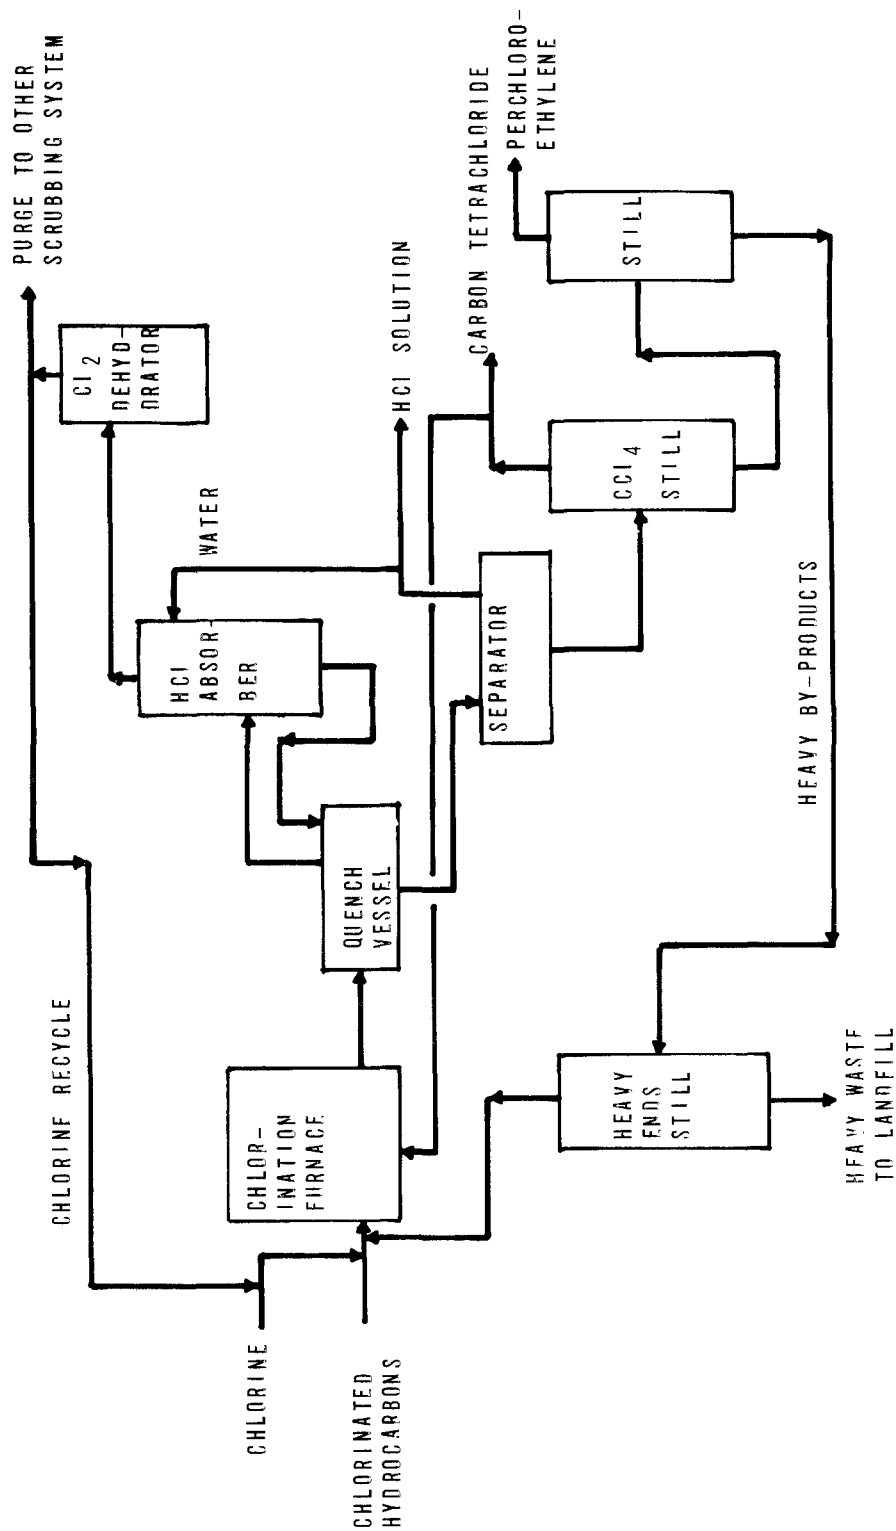 PURGE TO OTHER
SCRUBBING SYSTEM
CHLORINE RECYCLE
Cl2
DEHYD–
DRATOR
WATER
HCl
ABSOR–
BER
CHLORINE
CHLOR–
INATION
FURNACE
QUENCH
VESSEL
HCl SOLUTION
CHLORINATED
HYDROCARBONS
CARBON TETRACHLORIDE
SEPARATOR
PERCHLORO–
ETHYLENE
CCl4
STILL
STILL
HEAVY
ENDS
STILL
HEAVY BY–PRODUCTS
HEAVY WASTE
TO LANDFILL